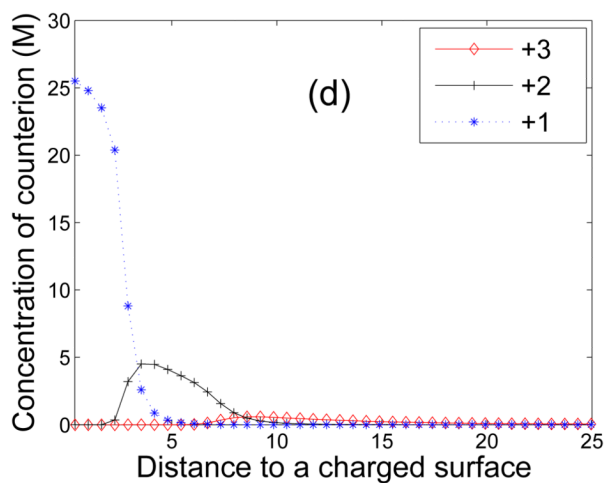 30
25
20
15
10
5
0
Concentration of counterion (M)
(d)
+3
+2
+1
5 10 15 20 25
Distance to a charged surface